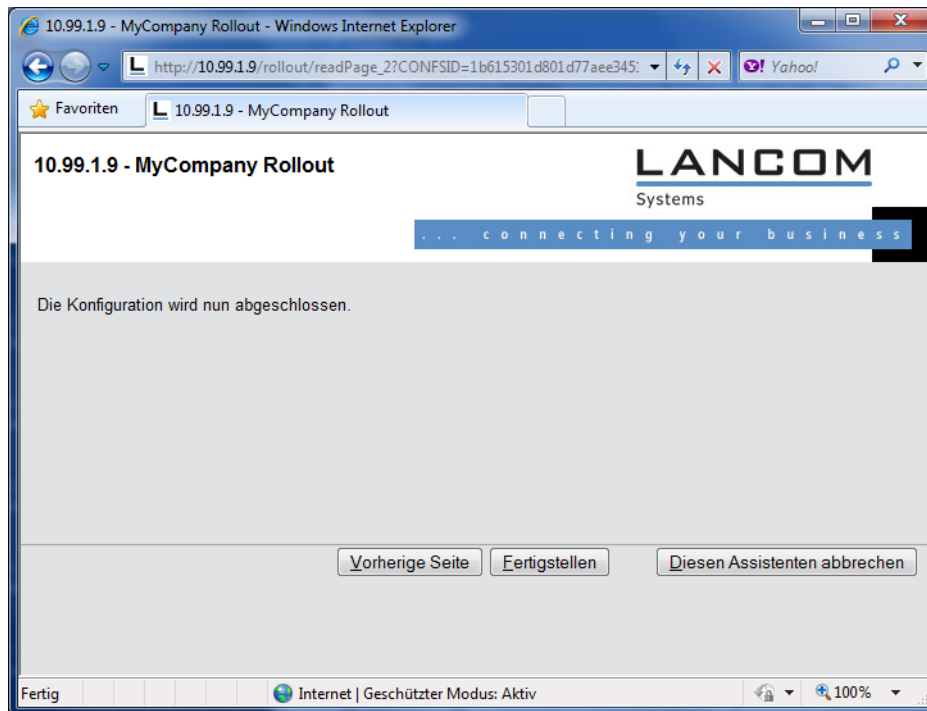 10.99.1.9 - MyCompany Rollout - Windows Internet Explorer
http://10.99.1.9/rollout/readPage_2?CONFSID=1b615301d801d77aee345:
Yahoo!
Favoriten
10.99.1.9 - MyCompany Rollout
10.99.1.9 - MyCompany Rollout
LANCOM
Systems
... connecting your business
Die Konfiguration wird nun abgeschlossen.
Vorherige Seite
Fertigstellen
Diesen Assistenten abbrechen
Fertig
Internet | Geschützter Modus: Aktiv
100%